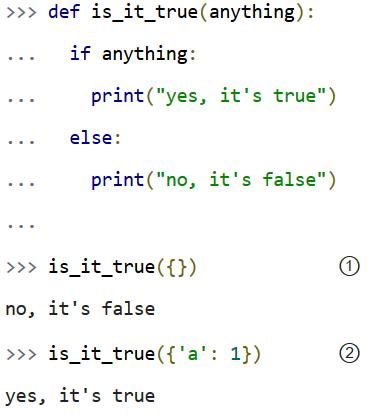 >>> def is_it_true(anything):
...   if anything:
...     print("yes, it's true")
...   else:
...     print("no, it's false")
...
>>> is_it_true({}) ①
no, it's false
>>> is_it_true({'a': 1}) ②
yes, it's true